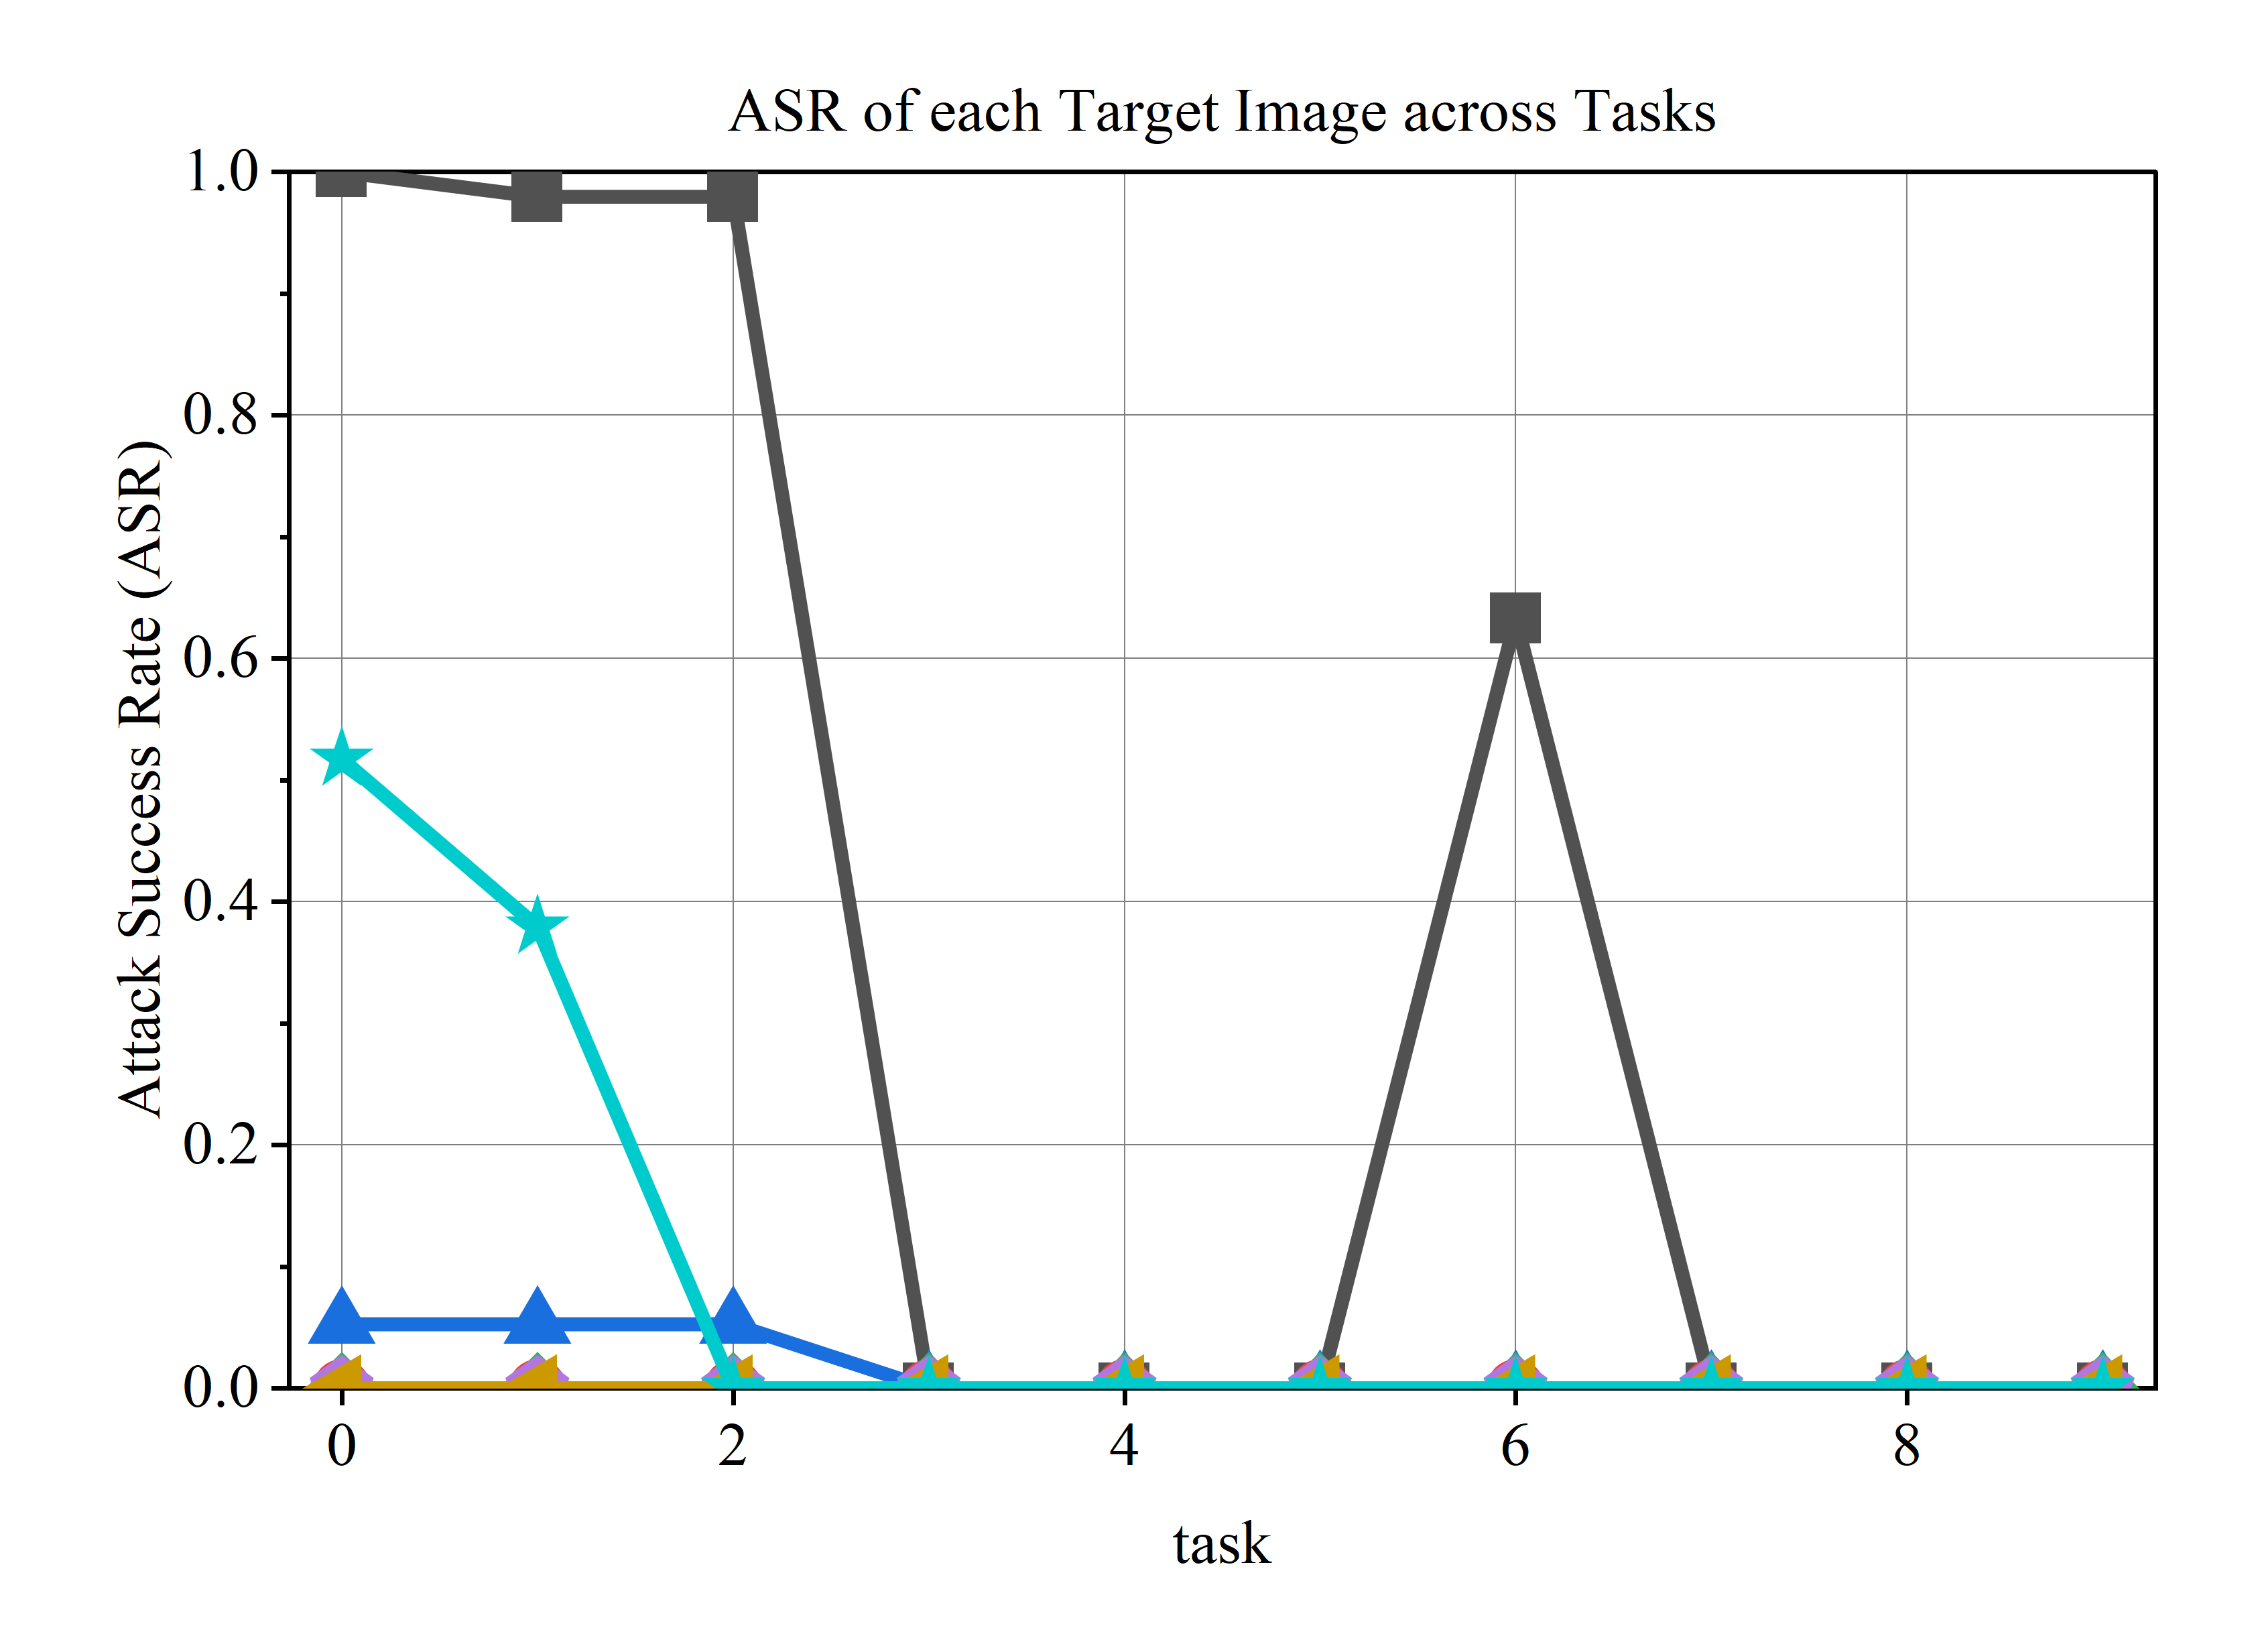 ASR of each Target Image across Tasks
Attack Success Rate (ASR)
1.0
0.8
0.6
0.4
0.2
0.0
0 2 4 6 8
task